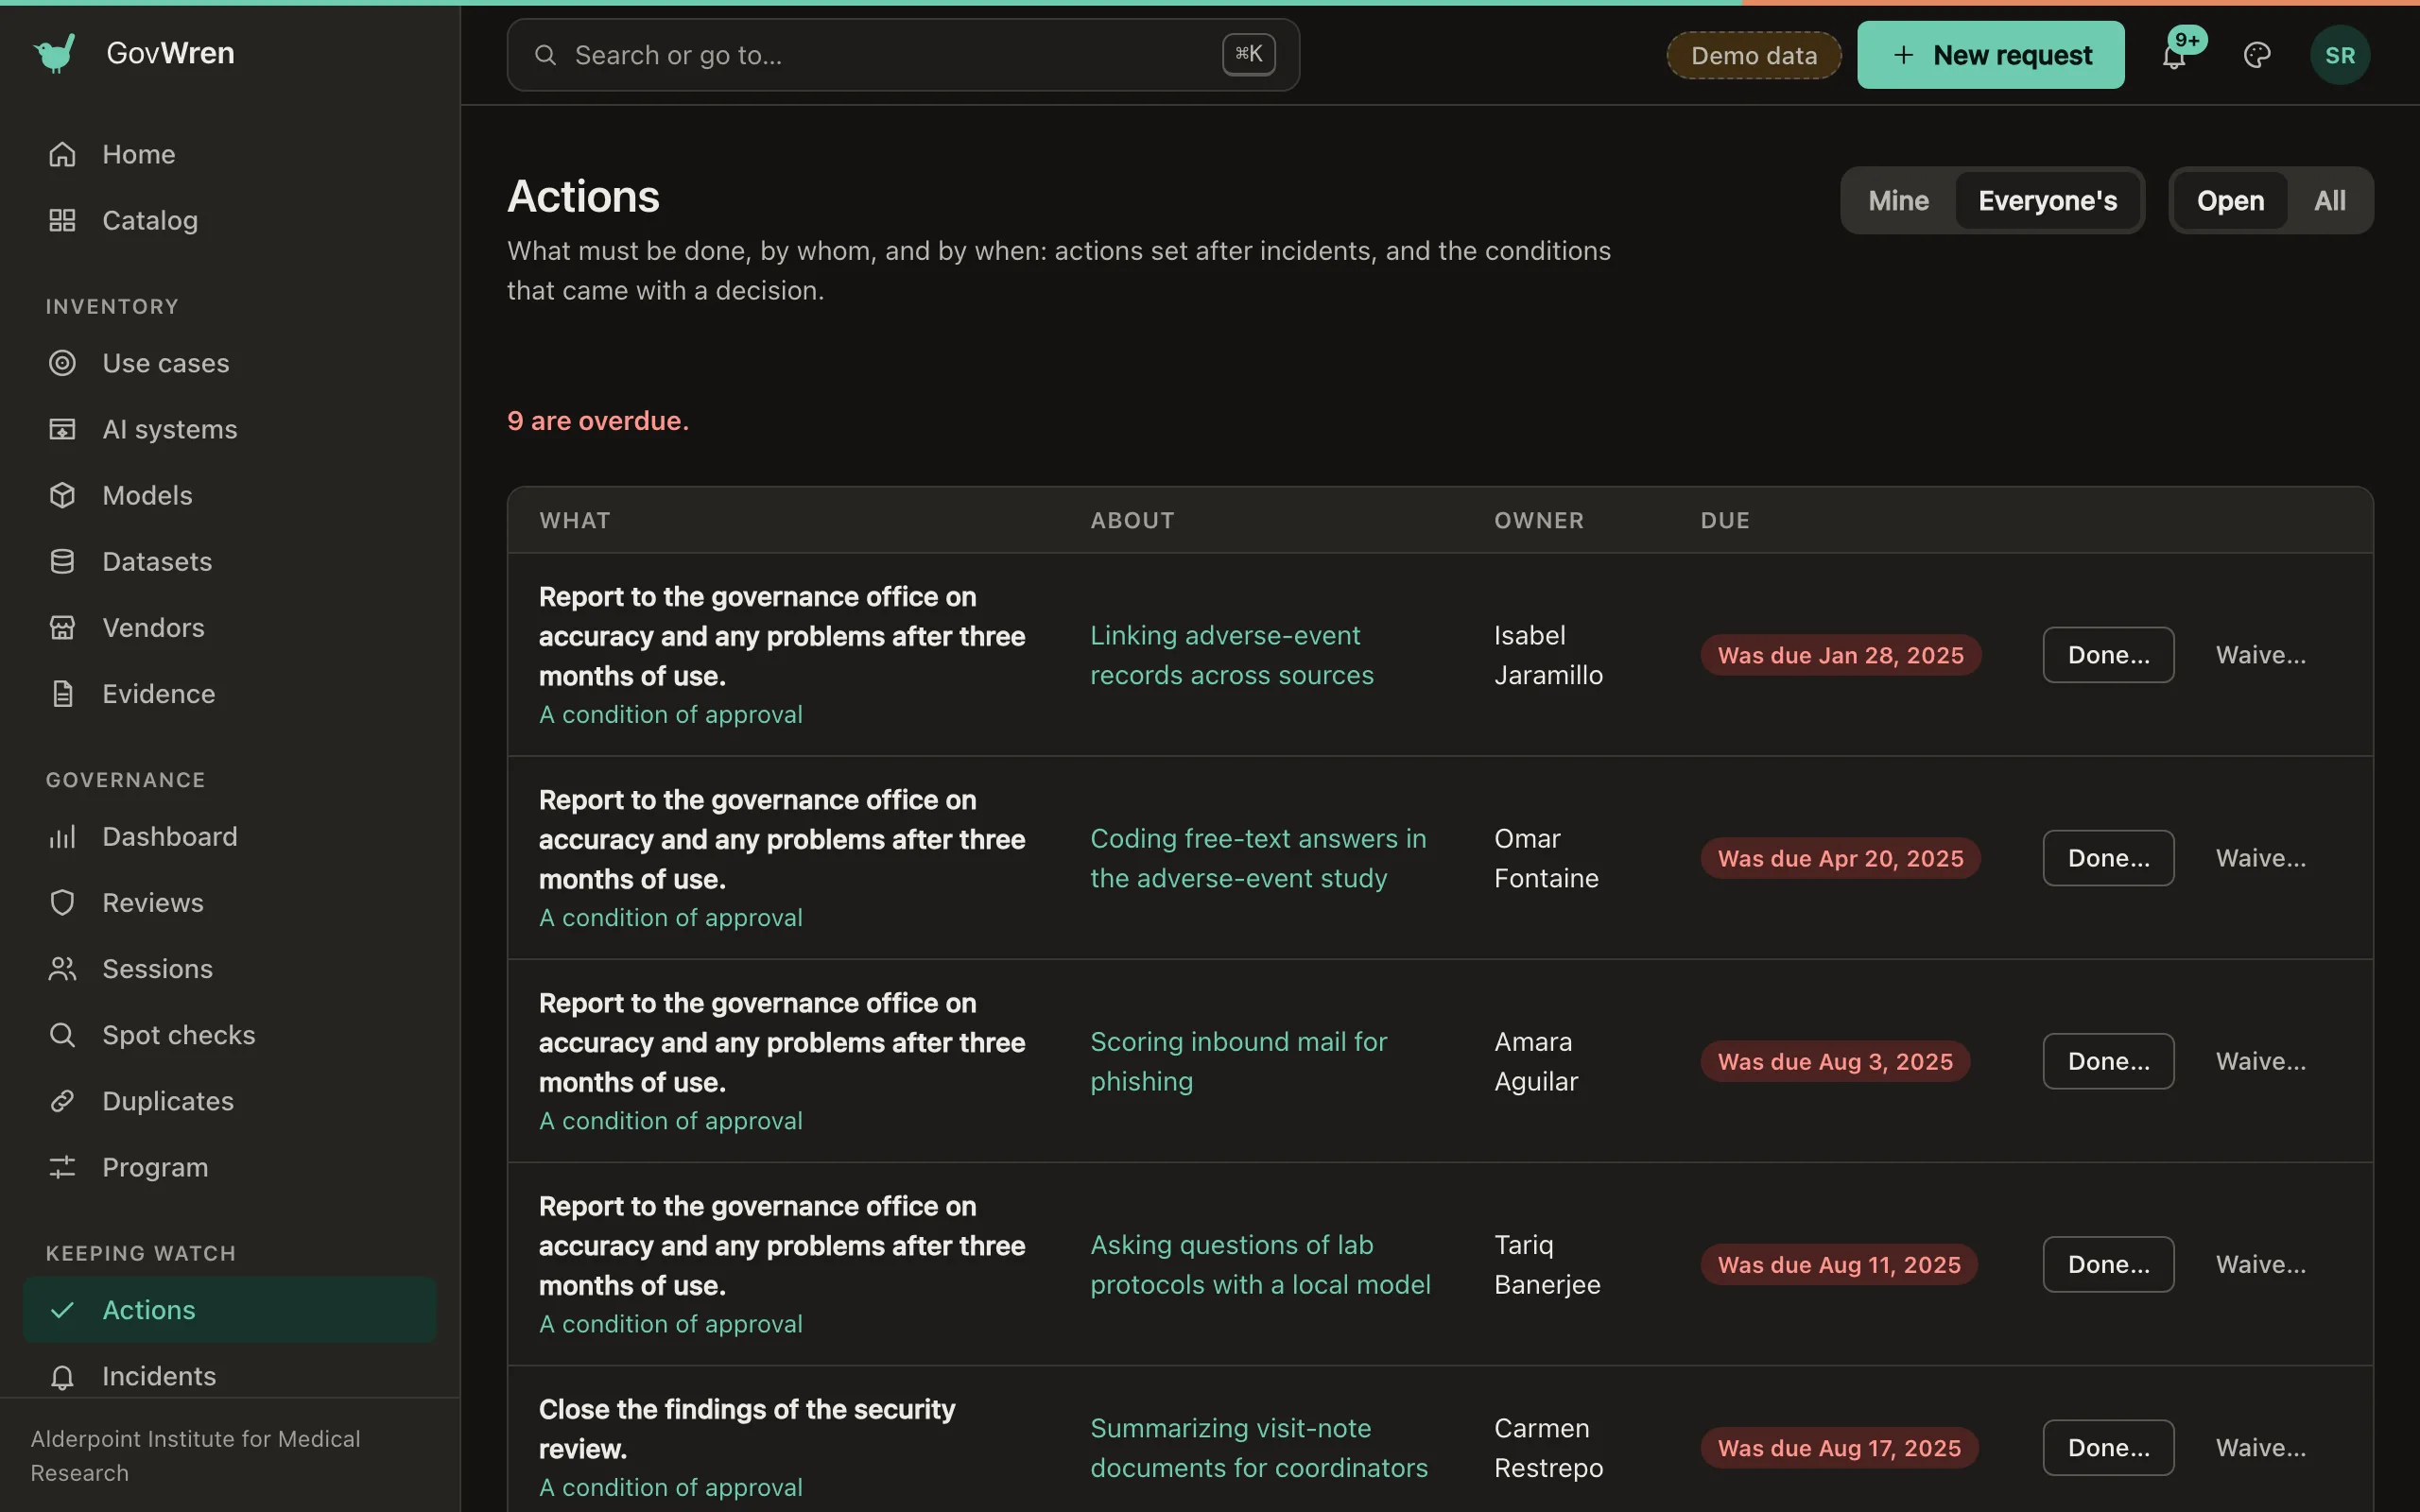 GovWren
Search or go to...
⌘K
Demo data
+ New request
9+
SR
Home
Catalog
INVENTORY
Use cases
AI systems
Models
Datasets
Vendors
Evidence
GOVERNANCE
Dashboard
Reviews
Sessions
Spot checks
Duplicates
Program
KEEPING WATCH
Actions
Incidents
Alderpoint Institute for Medical
Research
Actions
What must be done, by whom, and by when: actions set after incidents, and the conditions
that came with a decision.
Mine
Everyone's
Open
All
9 are overdue.
WHAT
ABOUT
OWNER
DUE
Report to the governance office on
accuracy and any problems after three
months of use.
A condition of approval
Linking adverse-event
records across sources
Isabel
Jaramillo
Was due Jan 28, 2025
Done...
Waive...
Report to the governance office on
accuracy and any problems after three
months of use.
A condition of approval
Coding free-text answers in
the adverse-event study
Omar
Fontaine
Was due Apr 20, 2025
Done...
Waive...
Report to the governance office on
accuracy and any problems after three
months of use.
A condition of approval
Scoring inbound mail for
phishing
Amara
Aguilar
Was due Aug 3, 2025
Done...
Waive...
Report to the governance office on
accuracy and any problems after three
months of use.
A condition of approval
Asking questions of lab
protocols with a local model
Tariq
Banerjee
Was due Aug 11, 2025
Done...
Waive...
Close the findings of the security
review.
A condition of approval
Summarizing visit-note
documents for coordinators
Carmen
Restrepo
Was due Aug 17, 2025
Done...
Waive...